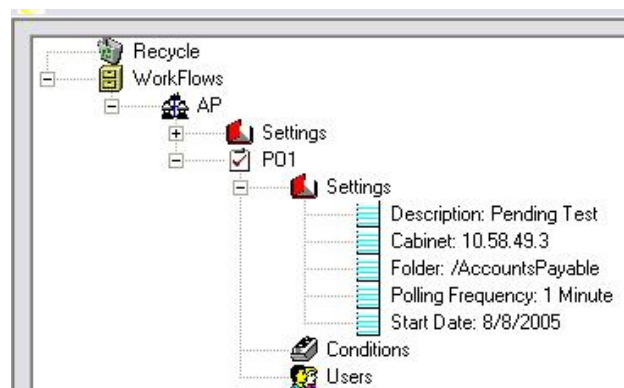 Recycle
WorkFlows
AP
Settings
PO1
Settings
Description: Pending Test
Cabinet: 10.58.49.3
Folder: /AccountsPayable
Polling Frequency: 1 Minute
Start Date: 8/8/2005
Conditions
Users